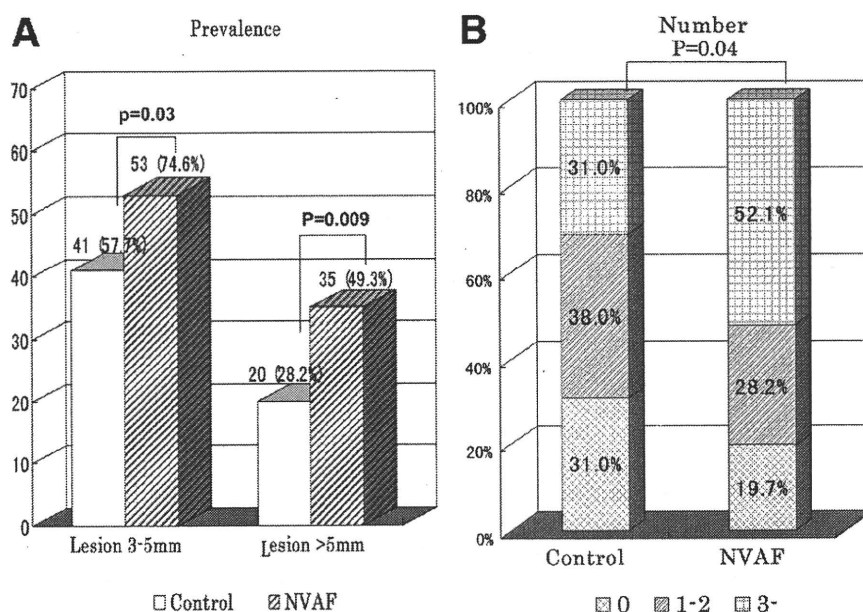 A
Prevalence
70
60
50
40
30
20
10
0
p=0.03
53 (74.6%)
41 (57.7%)
P=0.009
35 (49.3%)
20 (28.2%)
Lesion 3-5mm
Lesion >5mm
Control
NVAF
B
Number
P=0.04
100%
80%
60%
40%
20%
0%
31.0%
38.0%
31.0%
52.1%
28.2%
19.7%
Control
NVAF
0
1-2
3-